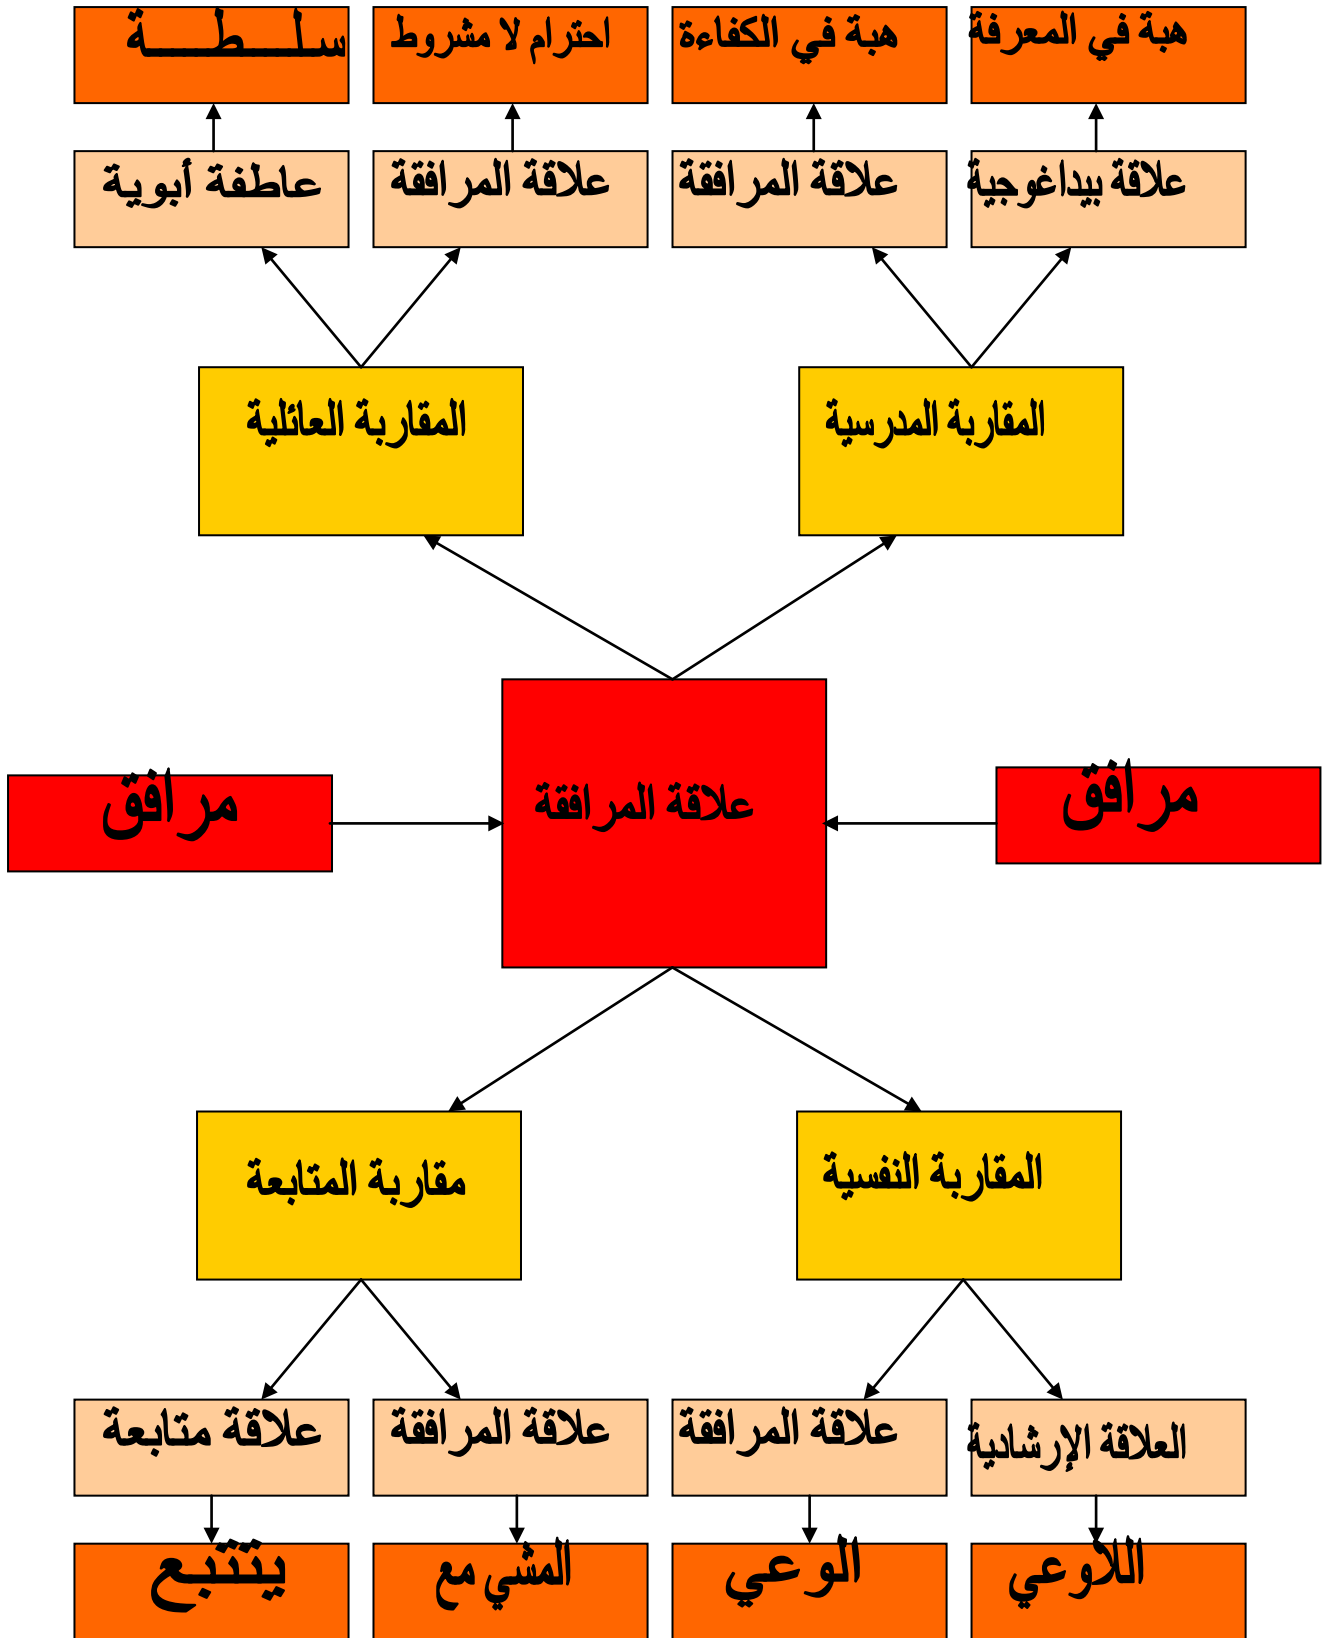 هبة في المعرفة
هبة في الكفاءة
احترام لا مشروط
سلطة
علاقة بيداغوجية
علاقة المرافقة
علاقة المرافقة
عاطفة أبوية
المقاربة المدرسية
المقاربة العائلية
مرافق
علاقة المرافقة
مرافق
المقاربة النفسية
مقاربة المتابعة
العلاقة الإرشادية
علاقة المرافقة
علاقة المرافقة
علاقة متابعة
اللاوعي
الوعي
المشي مع
يتتبع